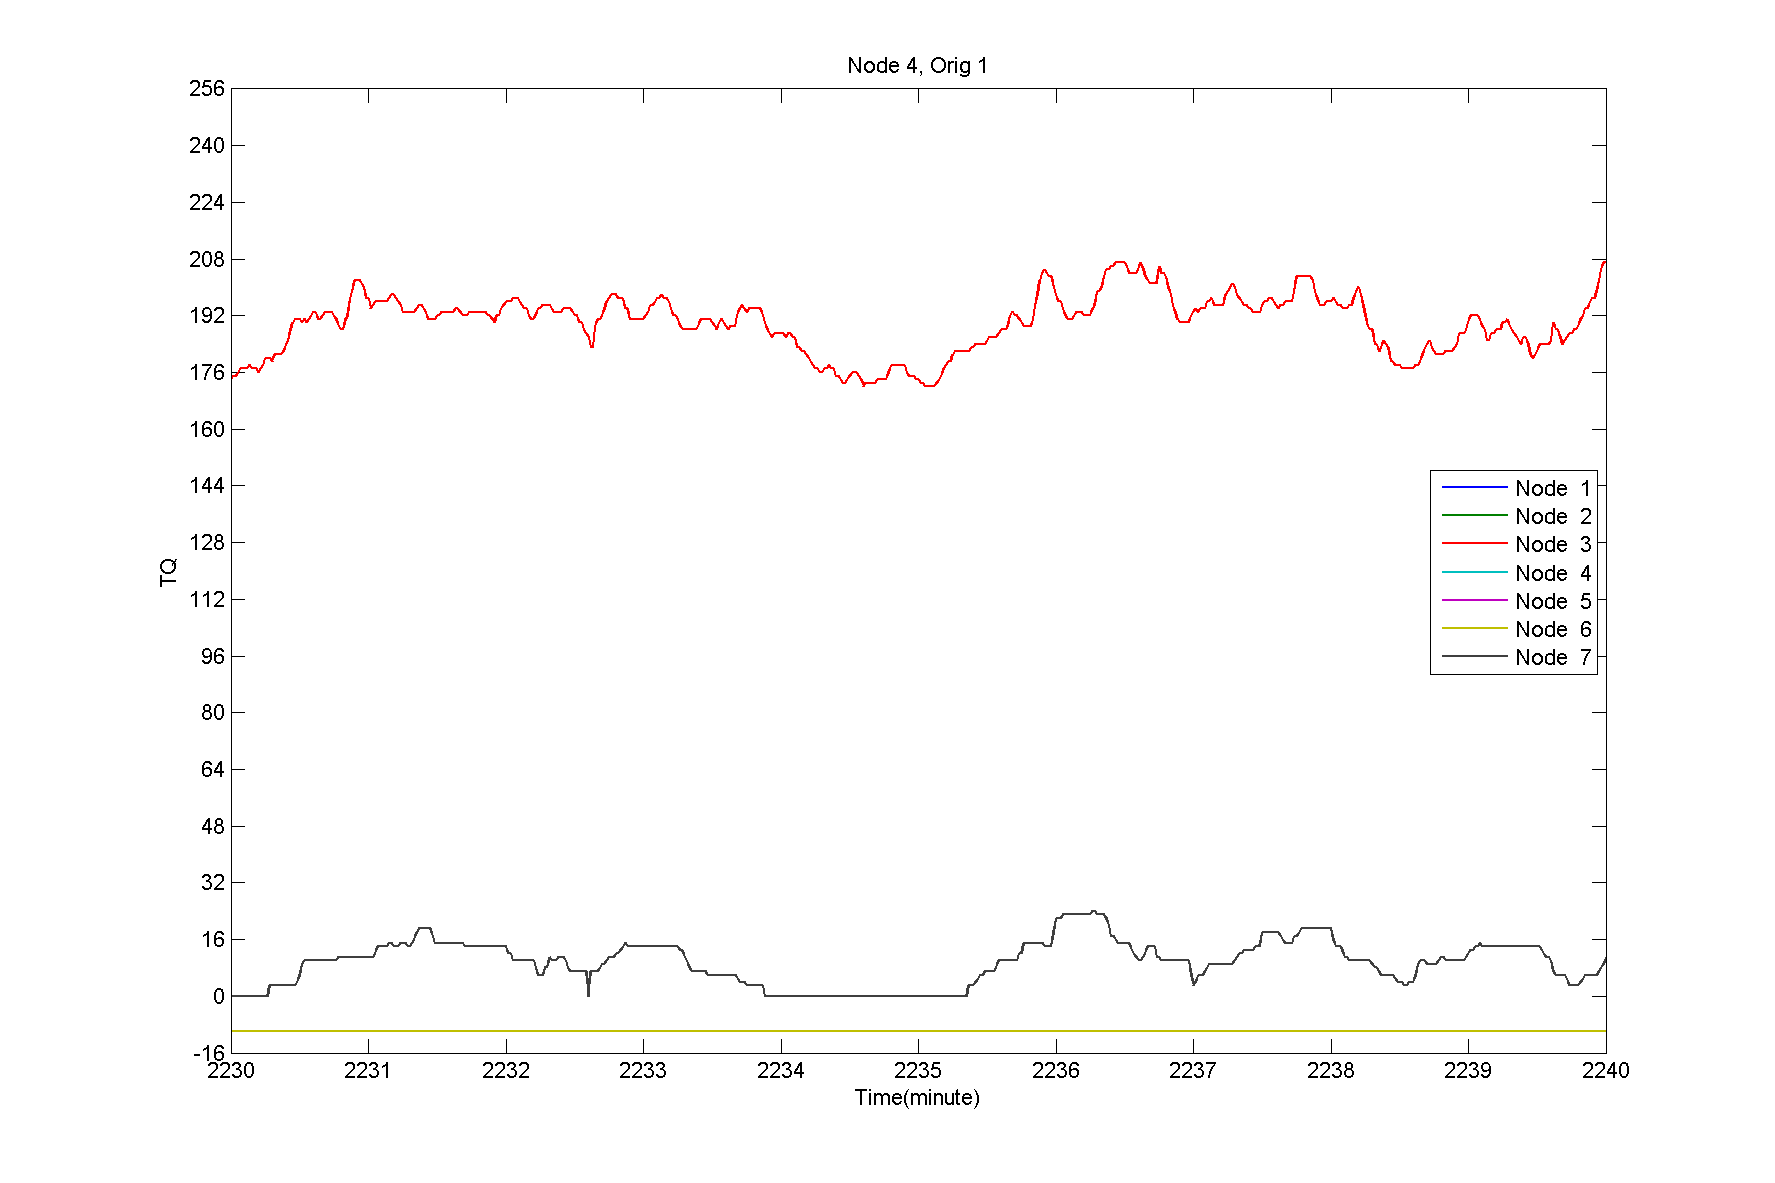 Node 4, Orig 1
256
240
224
208
192
176
160
144
128
112
96
80
64
48
32
16
0
-16
TQ
Node 1
Node 2
Node 3
Node 4
Node 5
Node 6
Node 7
2230 2231 2232 2233 2234 2235 2236 2237 2238 2239 2240
Time(minute)